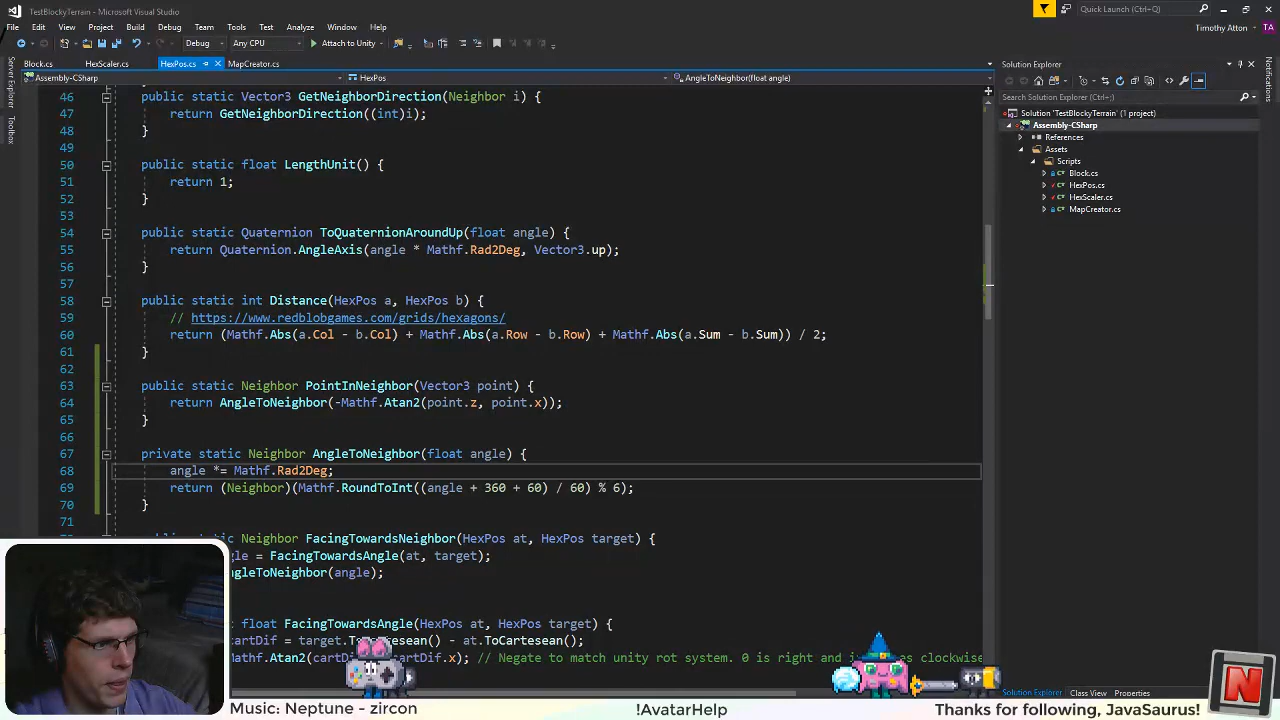 TestBlockyTerrain - Microsoft Visual Studio
Quick Launch (Ctrl+Q)
File Edit View Project Build Debug Team Tools Test Analyze Window Help
Timothy Atton TA
Debug Any CPU Attach to Unity
Block.cs HexScaler.cs HexPos.cs MapCreator.cs
Assembly-CSharp HexPos AngleToNeighbor(float angle)
Server Explorer
Toolbox
46 public static Vector3 GetNeighborDirection(Neighbor i) {
47 return GetNeighborDirection((int)i);
48 }
49
50 public static float LengthUnit() {
51 return 1;
52 }
53
54 public static Quaternion ToQuaternionAroundUp(float angle) {
55 return Quaternion.AngleAxis(angle * Mathf.Rad2Deg, Vector3.up);
56 }
57
58 public static int Distance(HexPos a, HexPos b) {
59 // https://www.redblobgames.com/grids/hexagons/
60 return (Mathf.Abs(a.Col - b.Col) + Mathf.Abs(a.Row - b.Row) + Mathf.Abs(a.Sum - b.Sum)) / 2;
61 }
62
63 public static Neighbor PointInNeighbor(Vector3 point) {
64 return AngleToNeighbor(-Mathf.Atan2(point.z, point.x));
65 }
66
67 private static Neighbor AngleToNeighbor(float angle) {
68 angle *= Mathf.Rad2Deg;
69 return (Neighbor)(Mathf.RoundToInt((angle + 360 + 60) / 60) % 6);
70 }
71
Neighbor FacingTowardsNeighbor(HexPos at, HexPos target) {
= FacingTowardsAngle(at, target);
ngleToNeighbor(angle);
float FacingTowardsAngle(HexPos at, HexPos target) {
cartDif = target. () - at.ToCartesean();
Mathf.Atan2( .x); // Negate to match unity rot system. 0 is right and clockwise
Solution Explorer
Search Solution Explorer (Ctrl+;)
Solution 'TestBlockyTerrain' (1 project)
Assembly-CSharp
References
Assets
Scripts
Block.cs
HexPos.cs
HexScaler.cs
MapCreator.cs
Notifications
Solution Explorer Class View Properties
Music: Neptune - zircon
!AvatarHelp
Thanks for following, JavaSaurus!
N